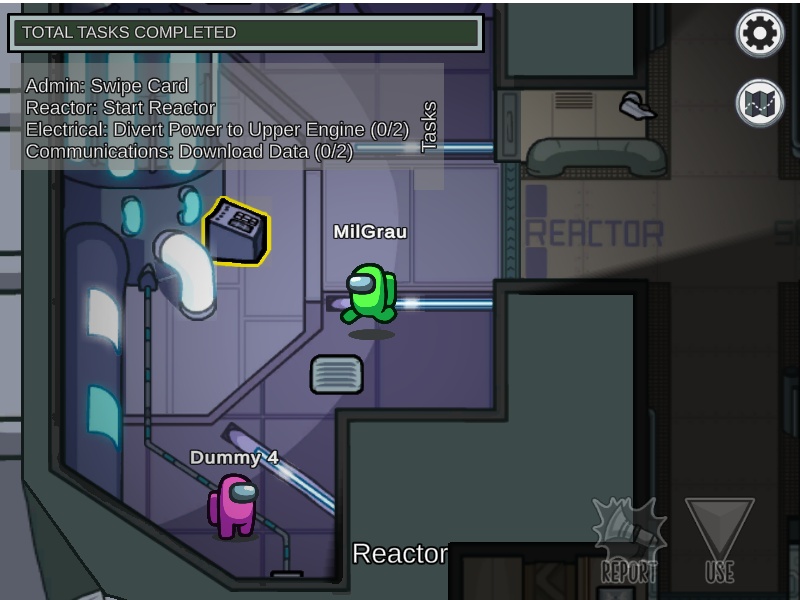 TOTAL TASKS COMPLETED
Admin: Swipe Card
Reactor: Start Reactor
Electrical: Divert Power to Upper Engine (0/2)
Communications: Download Data (0/2)
Tasks
MilGrau
REACTOR
Dummy 4
Reactor
REPORT
USE